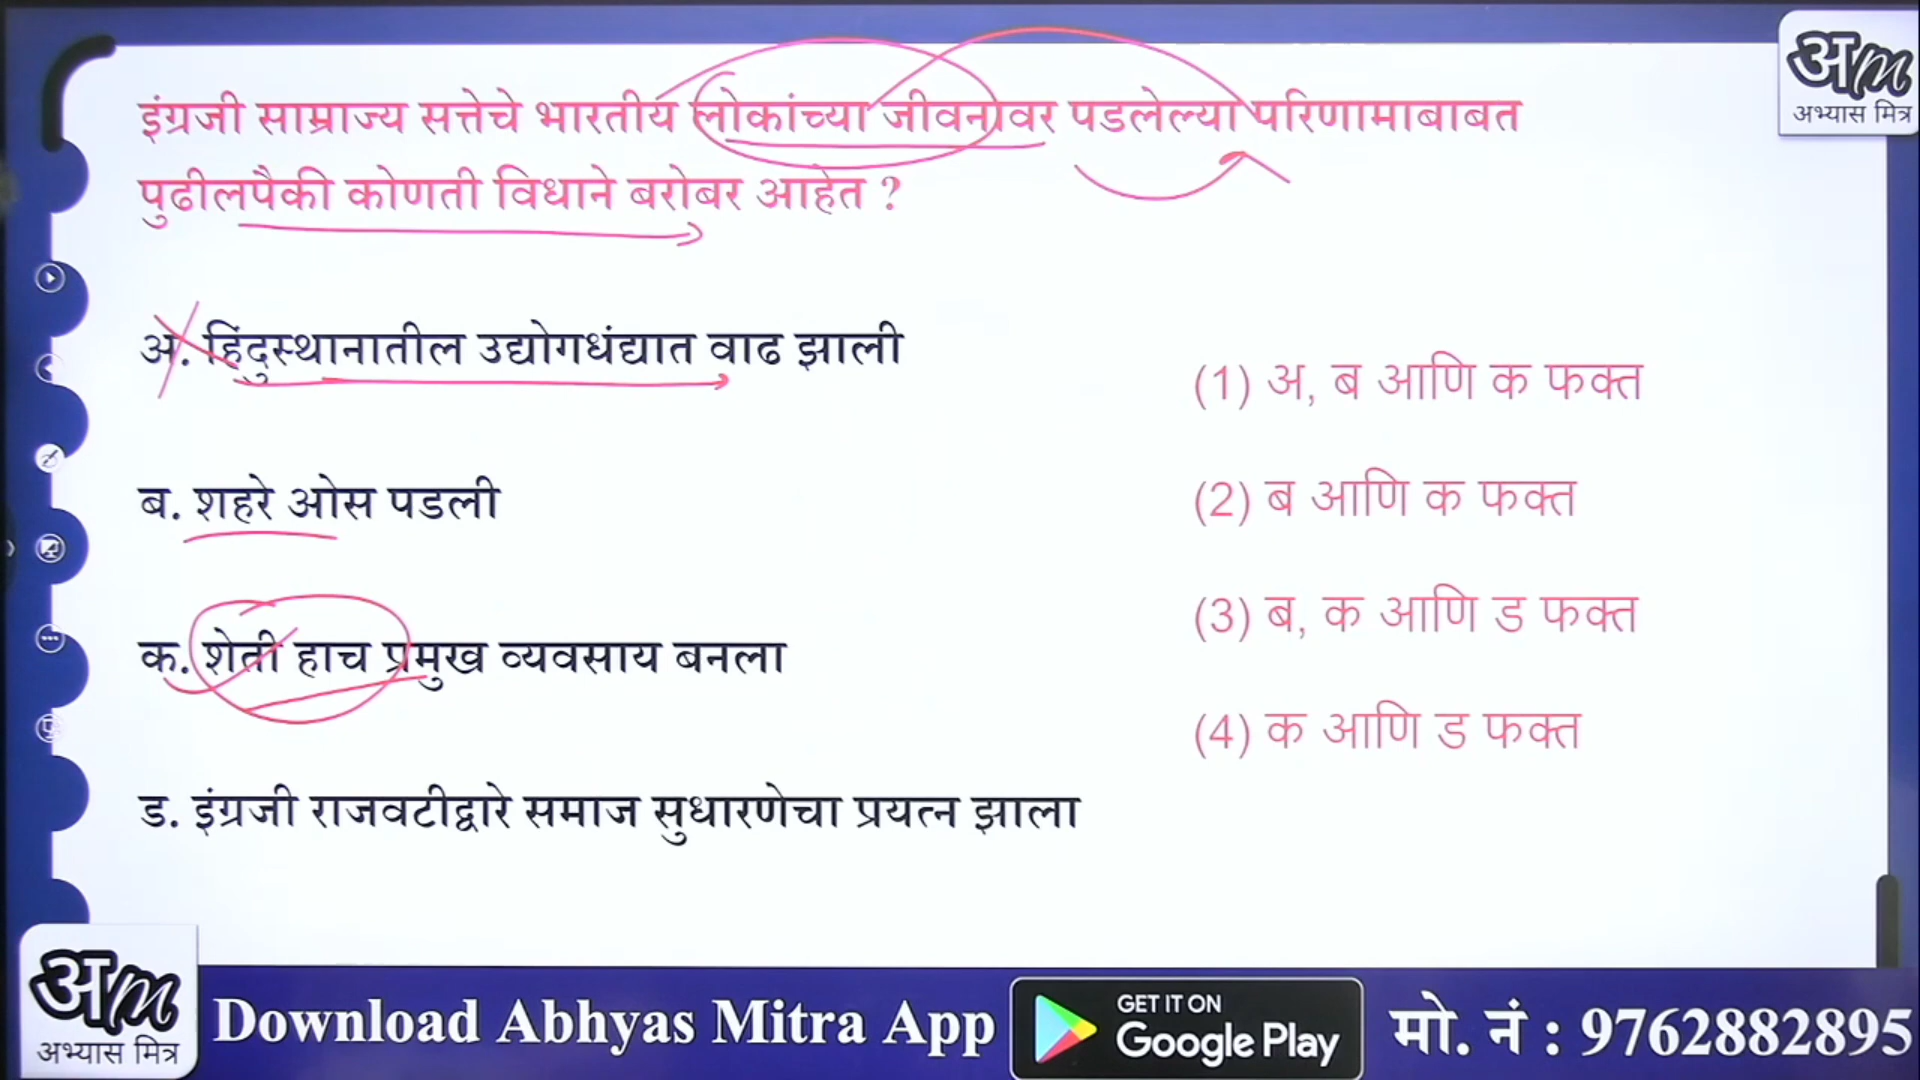 इंग्रजी साम्राज्य सत्तेचे भारतीय लोकांच्या जीवनावर पडलेल्या परिणामाबाबत
पुढीलपैकी कोणती विधाने बरोबर आहेत ?
अ. हिंदुस्थानातील उद्योगधंद्यात वाढ झाली
ब. शहरे ओस पडली
क. शेती हाच प्रमुख व्यवसाय बनला
ड. इंग्रजी राजवटीद्वारे समाज सुधारणेचा प्रयत्न झाला
(1) अ, ब आणि क फक्त
(2) ब आणि क फक्त
(3) ब, क आणि ड फक्त
(4) क आणि ड फक्त
अm
अभ्यास मित्र
अm
अभ्यास मित्र
Download Abhyas Mitra App
GET IT ON
Google Play
मो. नं : 9762882895